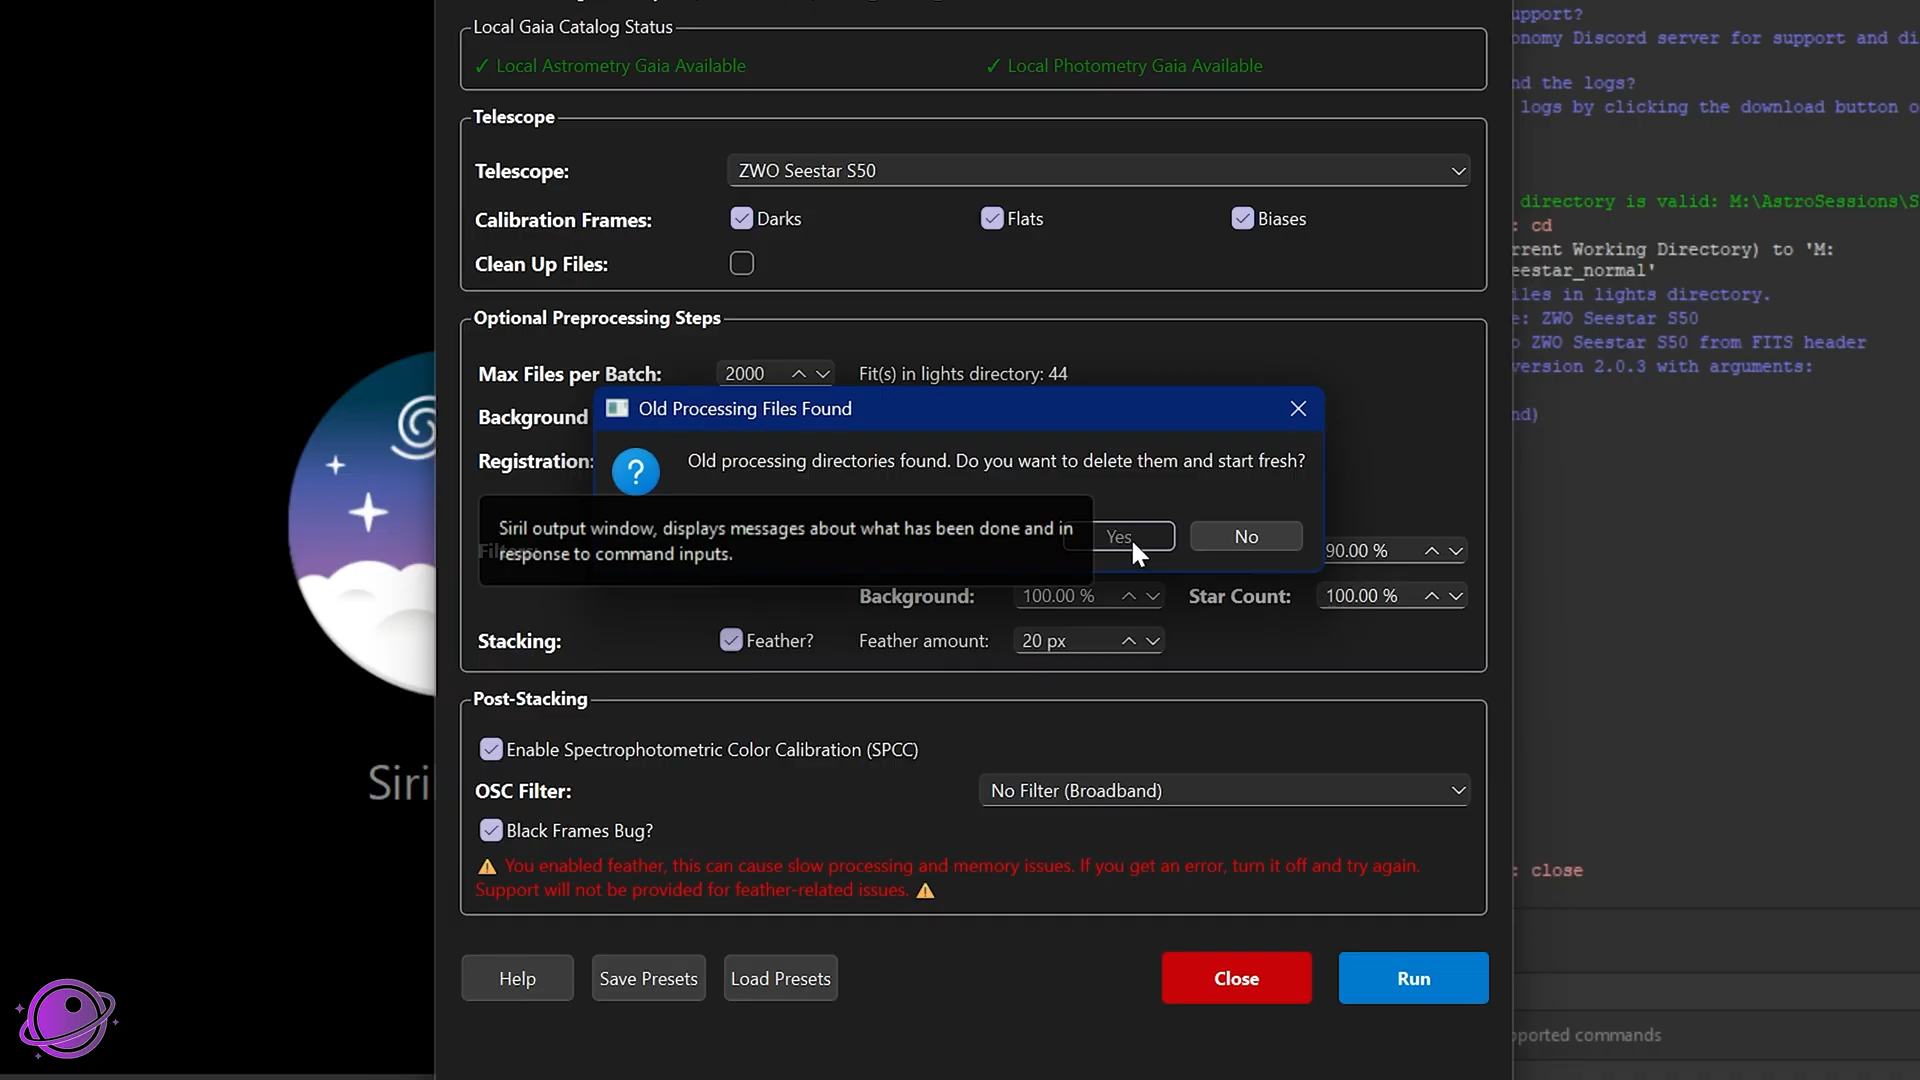 Local Gaia Catalog Status
✓ Local Astrometry Gaia Available
✓ Local Photometry Gaia Available
Telescope
Telescope:
ZWO Seestar S50
Calibration Frames:
Darks
Flats
Biases
Clean Up Files:
Optional Preprocessing Steps
Max Files per Batch:
2000
Fit(s) in lights directory: 44
Background
Registration:
Old Processing Files Found
Old processing directories found. Do you want to delete them and start fresh?
Yes
No
Siril output window, displays messages about what has been done and in
response to command inputs.
Filters:
90.00 %
Background:
100.00 %
Star Count:
100.00 %
Stacking:
Feather?
Feather amount:
20 px
Post-Stacking
Enable Spectrophotometric Color Calibration (SPCC)
OSC Filter:
No Filter (Broadband)
Black Frames Bug?
⚠ You enabled feather, this can cause slow processing and memory issues. If you get an error, turn it off and try again.
Support will not be provided for feather-related issues. ⚠
Help
Save Presets
Load Presets
Close
Run
Siril
upport?
onomy Discord server for support and di
nd the logs?
logs by clicking the download button o
directory is valid: M:\AstroSessions\S
: cd
rrent Working Directory) to 'M:
eestar_normal'
iles in lights directory.
e: ZWO Seestar S50
o ZWO Seestar S50 from FITS header
version 2.0.3 with arguments:
nd)
: close
pported commands